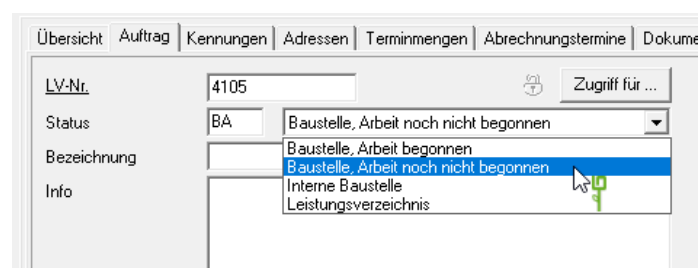 Übersicht Auftrag Kennungen Adressen Terminmengen Abrechnungstermine Dokume
LV-Nr. 4105 Zugriff für ...
Status BA Baustelle, Arbeit noch nicht begonnen
Baustelle, Arbeit begonnen
Bezeichnung Baustelle, Arbeit noch nicht begonnen
Info Interne Baustelle
Leistungsverzeichnis